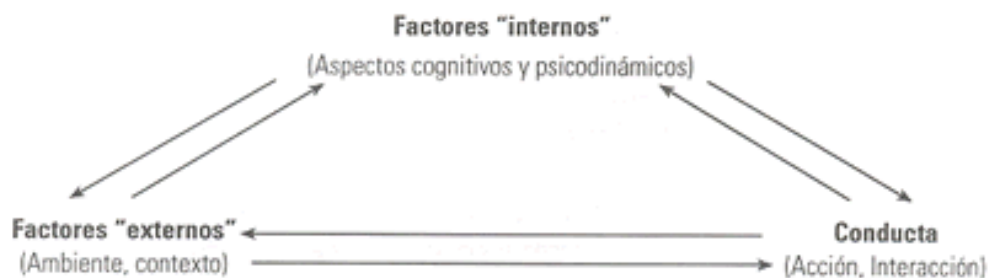 Factores "internos"
(Aspectos cognitivos y psicodinámicos)
Factores "externos"
(Ambiente, contexto)
Conducta
(Acción, Interacción)